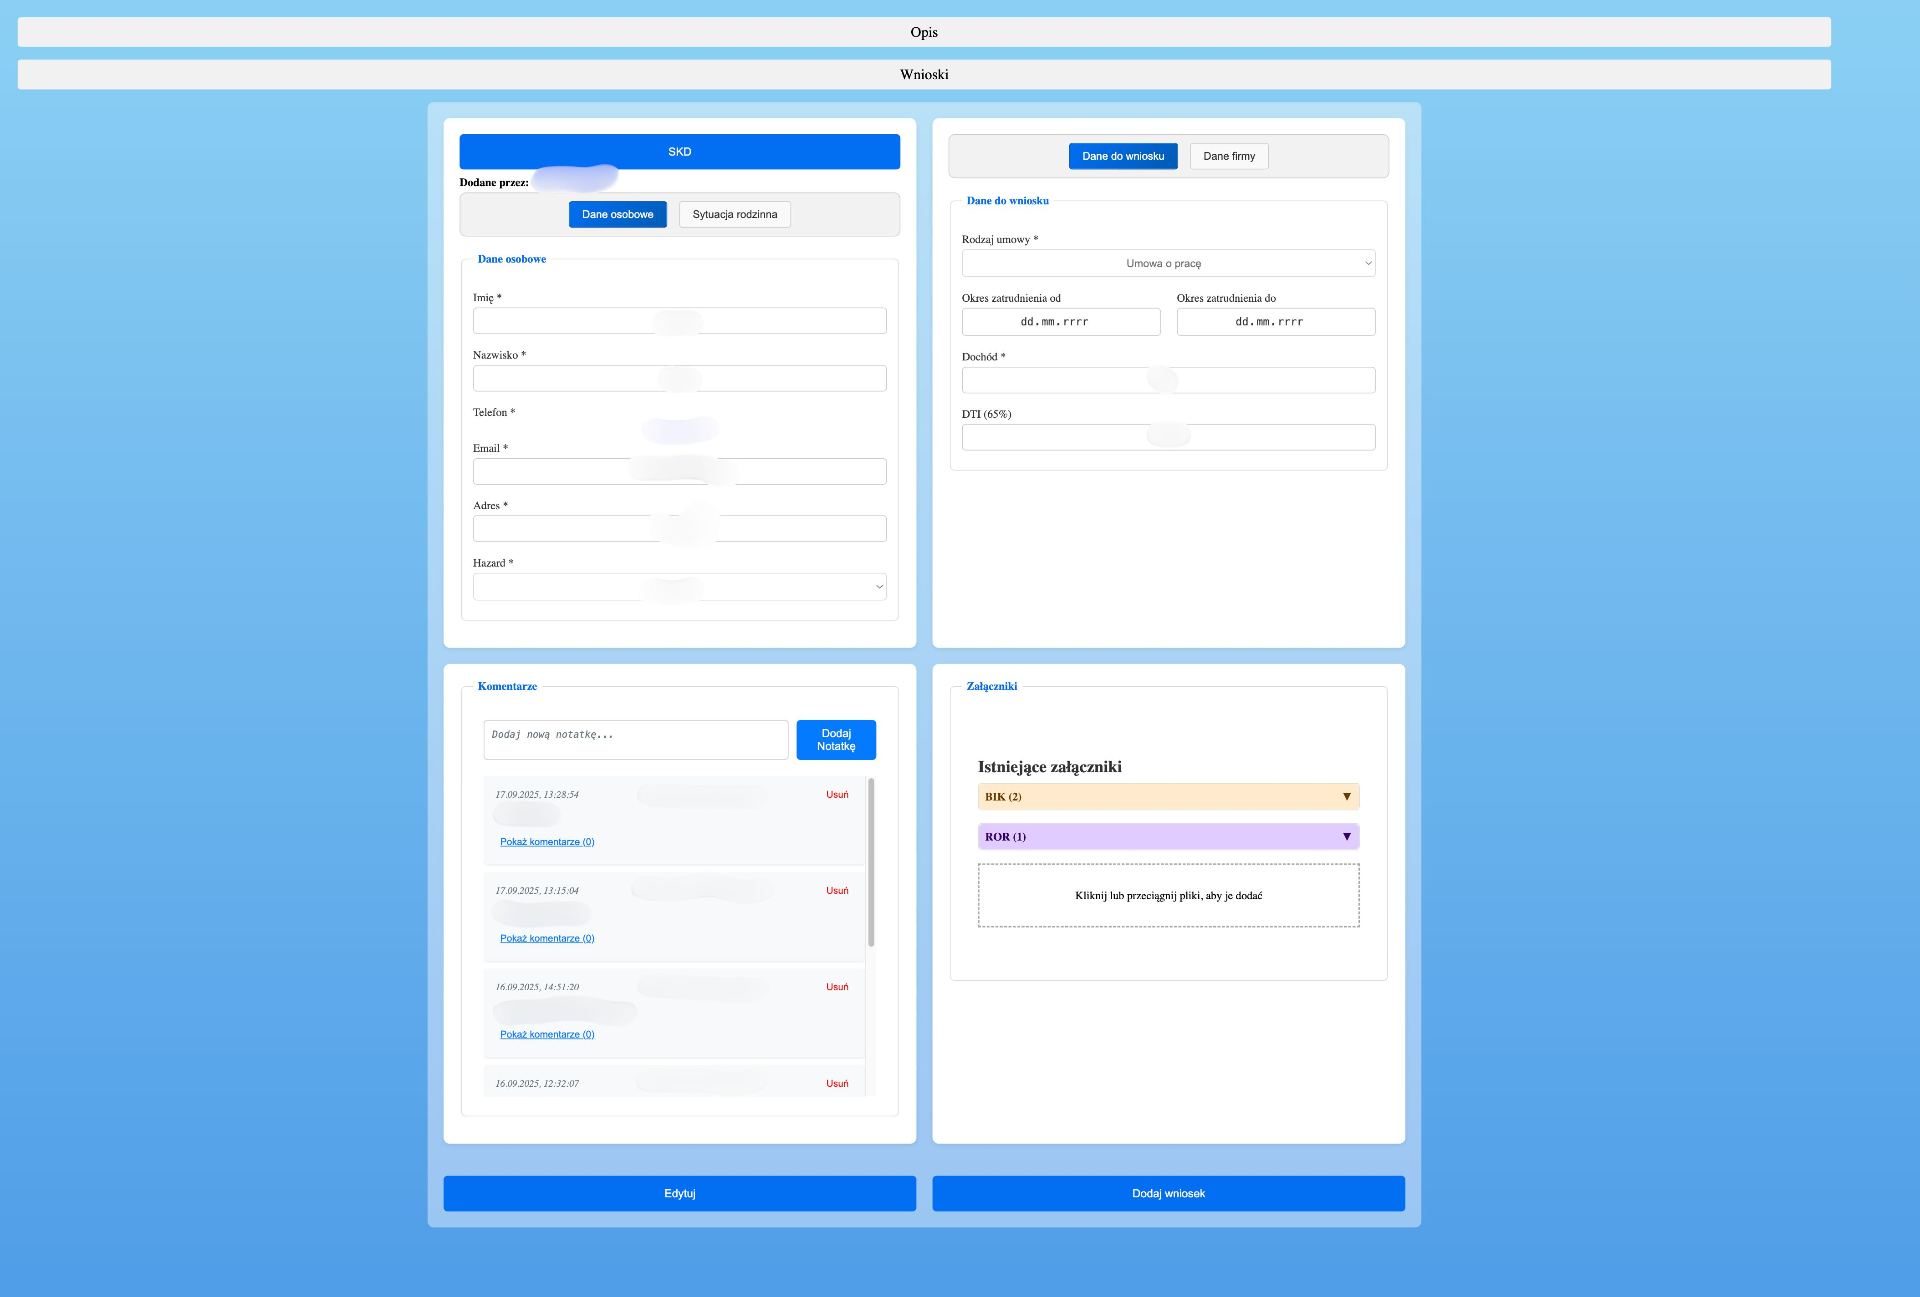 Opis
Wnioski
SKD
Dodane przez:
Dane osobowe
Sytuacja rodzinna
Dane osobowe
Imię *
Nazwisko *
Telefon *
Email *
Adres *
Hazard *
Dane do wniosku
Dane firmy
Dane do wniosku
Rodzaj umowy *
Umowa o pracę
Okres zatrudnienia od
Okres zatrudnienia do
dd.mm.rrrr
dd.mm.rrrr
Dochód *
DTI (65%)
Komentarze
Dodaj nową notatkę...
Dodaj
Notatkę
17.09.2025, 13:28:54
Usuń
Pokaż komentarze (0)
17.09.2025, 13:15:04
Usuń
Pokaż komentarze (0)
16.09.2025, 14:51:20
Usuń
Pokaż komentarze (0)
16.09.2025, 12:32:07
Usuń
Załączniki
Istniejące załączniki
BIK (2)
▼
ROR (1)
▼
Kliknij lub przeciągnij pliki, aby je dodać
Edytuj
Dodaj wniosek